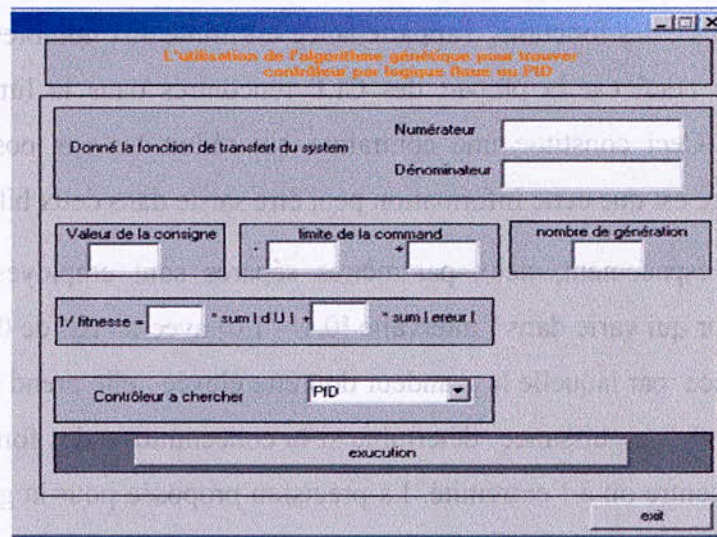 L'utilisation de l'algorithme génétique pour trouver
contrôleur par logique floue ou PID
Donné la fonction de transfert du system
Numérateur
Dénominateur
Valeur de la consigne
limite de la command
- +
nombre de génération
1/ fitnesse = * sum | d U | + * sum | ereur |
Contrôleur a chercher PID
exucution
exit